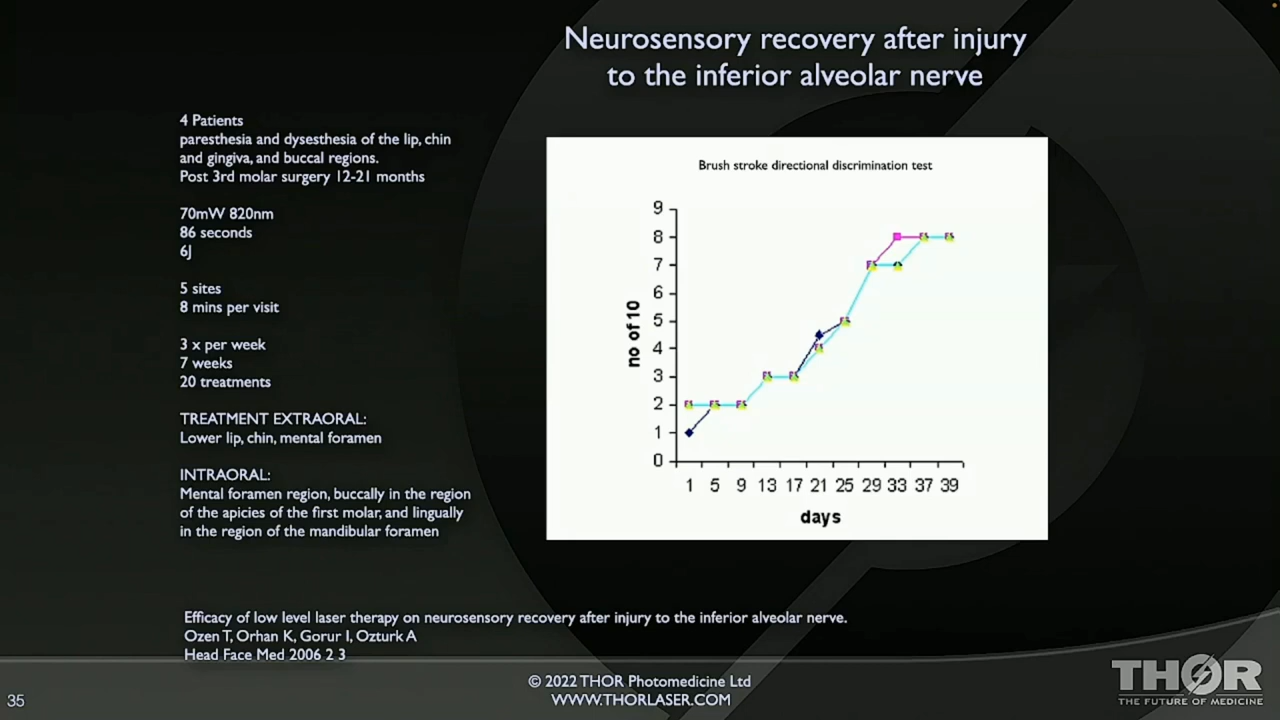 Neurosensory recovery after injury
to the inferior alveolar nerve
4 Patients
paresthesia and dysesthesia of the lip, chin
and gingiva, and buccal regions.
Post 3rd molar surgery 12-21 months
70mW 820nm
86 seconds
6J
5 sites
8 mins per visit
3 x per week
7 weeks
20 treatments
TREATMENT EXTRAORAL:
Lower lip, chin, mental foramen
INTRAORAL:
Mental foramen region, buccally in the region
of the apicies of the first molar, and lingually
in the region of the mandibular foramen
Brush stroke directional discrimination test
no of 10
9
8
7
6
5
4
3
2
1
0
1 5 9 13 17 21 25 29 33 37 39
days
Efficacy of low level laser therapy on neurosensory recovery after injury to the inferior alveolar nerve.
Ozen T, Orhan K, Gorur I, Ozturk A
Head Face Med 2006 2 3
35
© 2022 THOR Photomedicine Ltd
WWW.THORLASER.COM
THOR
THE FUTURE OF MEDICINE